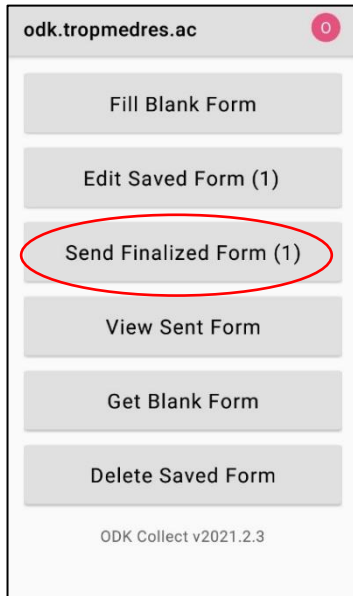 odk.tropmedres.ac O
Fill Blank Form
Edit Saved Form (1)
Send Finalized Form (1)
View Sent Form
Get Blank Form
Delete Saved Form
ODK Collect v2021.2.3